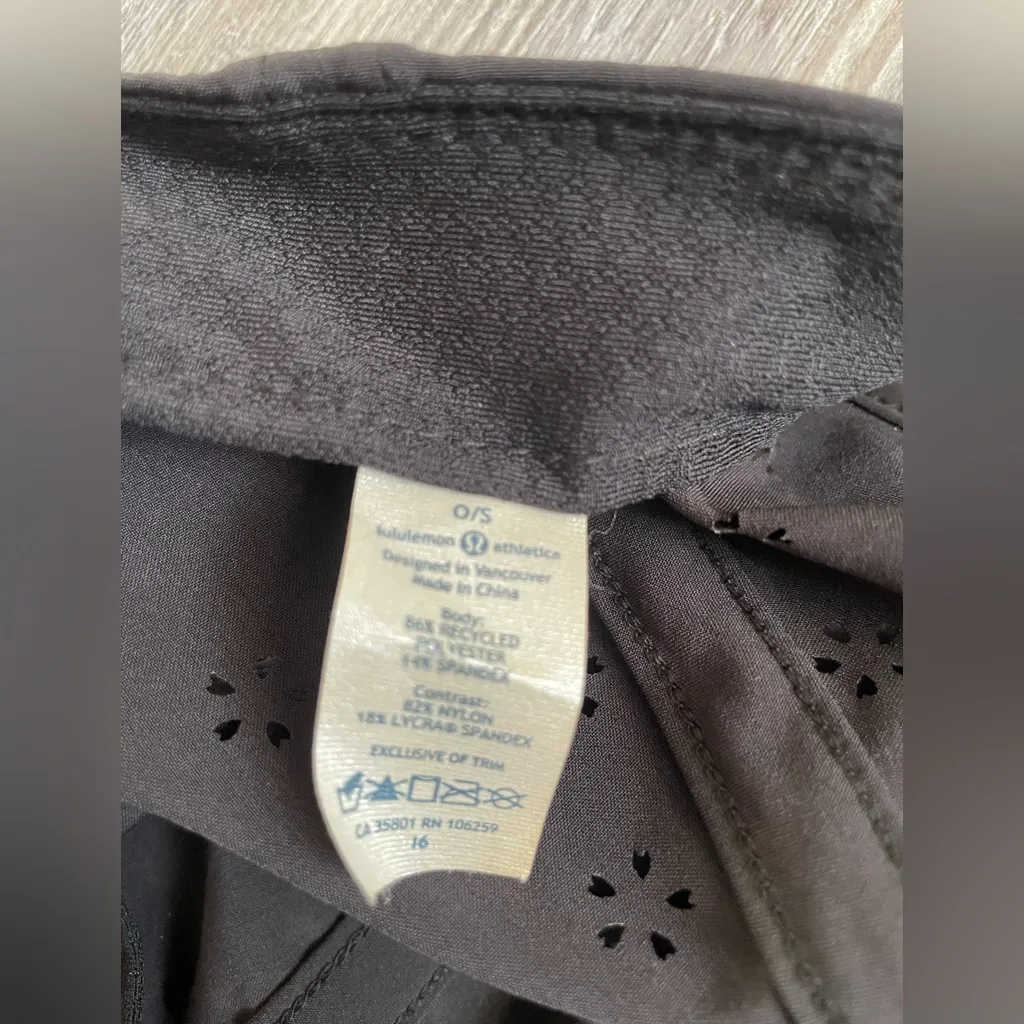 O/S
lululemon athletica
Designed in Vancouver
Made in China
Body:
86% RECYCLED
POLYESTER
14% SPANDEX
Contrast:
82% NYLON
18% LYCRA® SPANDEX
EXCLUSIVE OF TRIM
CA 35801 RN 106259
16